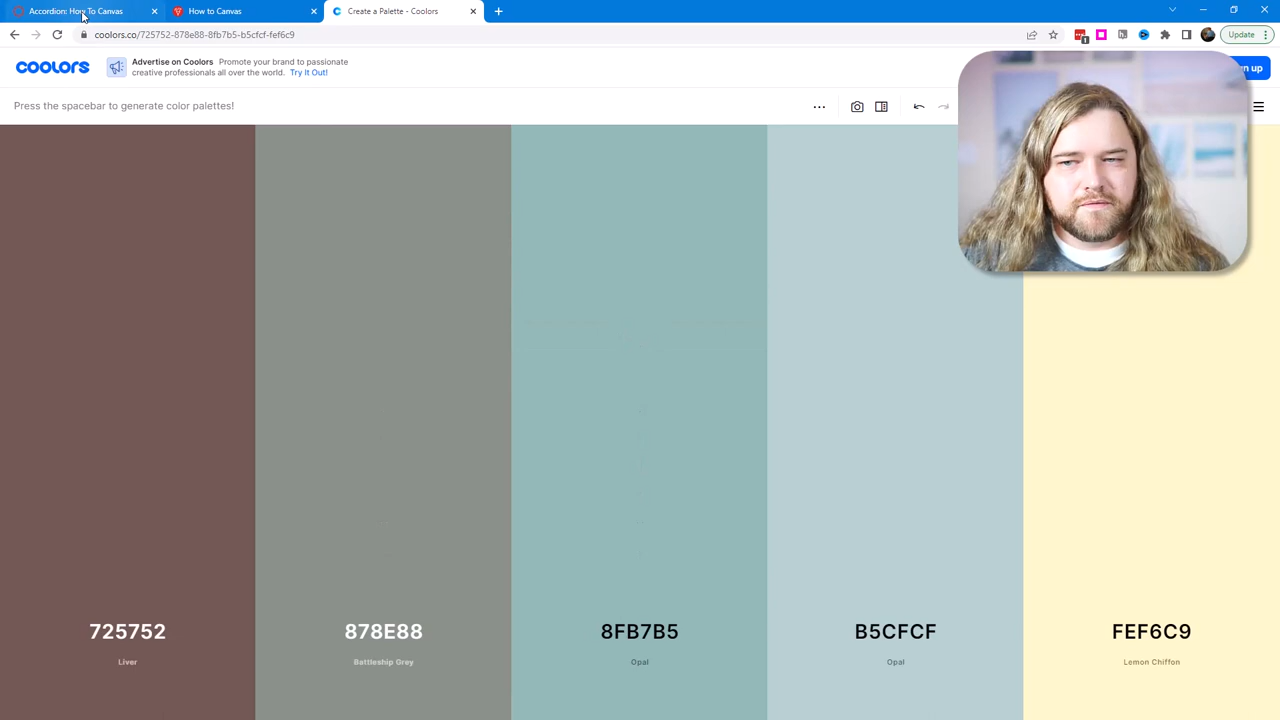 Accordion: How To Canvas
How to Canvas
Create a Palette - Coolors
coolors.co/725752-878e88-8fb7b5-b5cfcf-fef6c9
1
Update
coolors
Advertise on Coolors Promote your brand to passionate
creative professionals all over the world. Try It Out!
n up
Press the spacebar to generate color palettes!
725752
878E88
8FB7B5
B5CFCF
FEF6C9
Liver
Battleship Grey
Opal
Opal
Lemon Chiffon